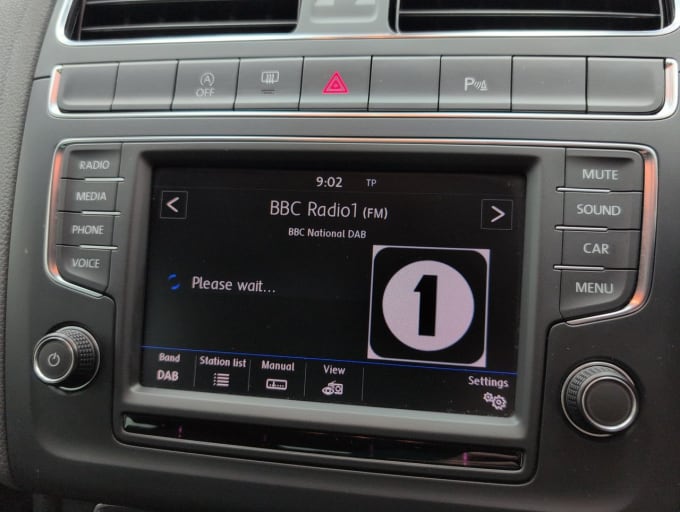 OFF
P
RADIO
MEDIA
PHONE
VOICE
MUTE
SOUND
CAR
MENU
9:02 TP
< >
BBC Radio1 (FM)
BBC National DAB
Please wait...
1
Band
DAB
Station list
Manual
View
Settings